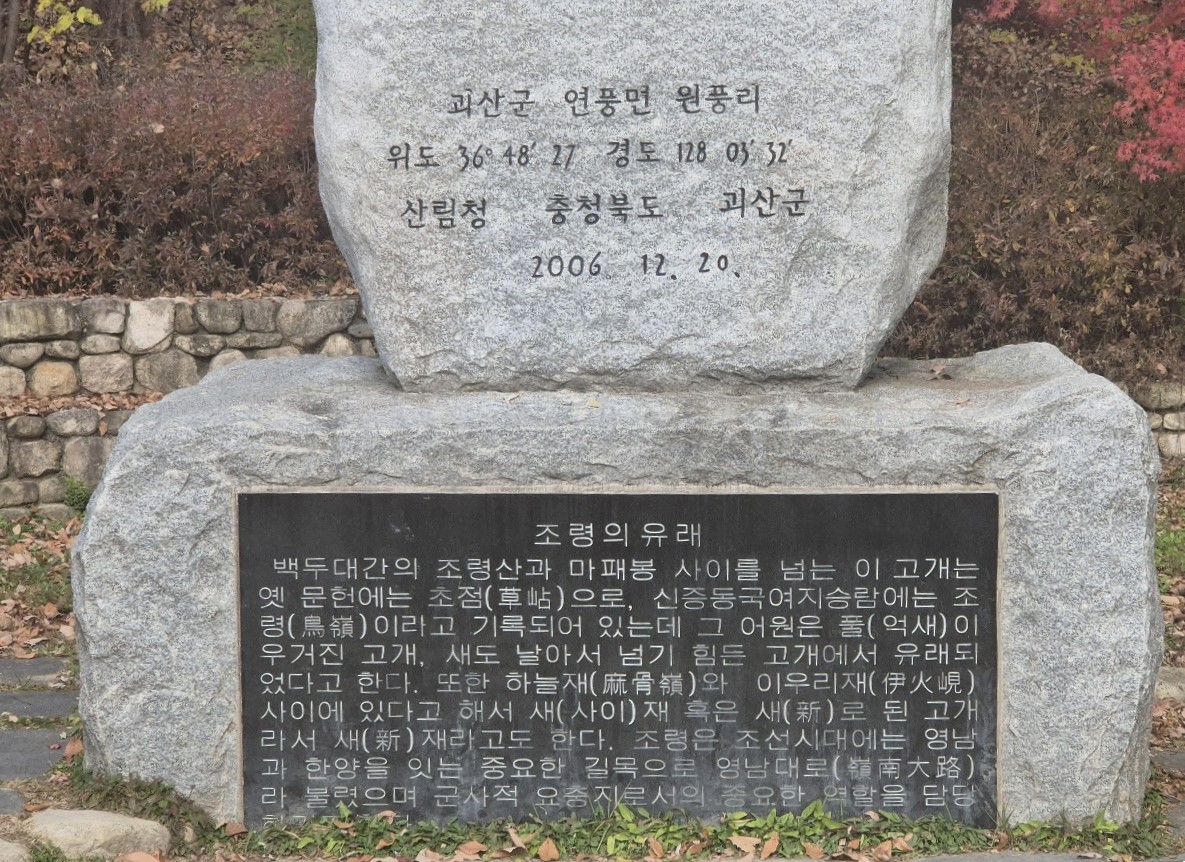 괴산군 연풍면 원풍리
위도 36° 48′ 27 경도 128 03′ 32′
산림청 충청북도 괴산군
2006. 12. 20.
조령의 유래
백두대간의 조령산과 마패봉 사이를 넘는 이 고개는
옛 문헌에는 초점(草岾)으로, 신증동국여지승람에는 조
령(鳥嶺)이라고 기록되어 있는데 그 어원은 풀(억새)이
우거진 고개, 새도 날아서 넘기 힘든 고개에서 유래되
었다고 한다. 또한 하늘재(麻骨嶺)와 이우리재(伊火峴)
사이에 있다고 해서 새(사이)재 혹은 새(新)로 된 고개
라서 새(新)재라고도 한다. 조령은 조선시대에는 영남
과 한양을 잇는 중요한 길목으로 영남대로(嶺南大路)
라 불렸으며 군사적 요충지로서의 중요한 역할을 담당